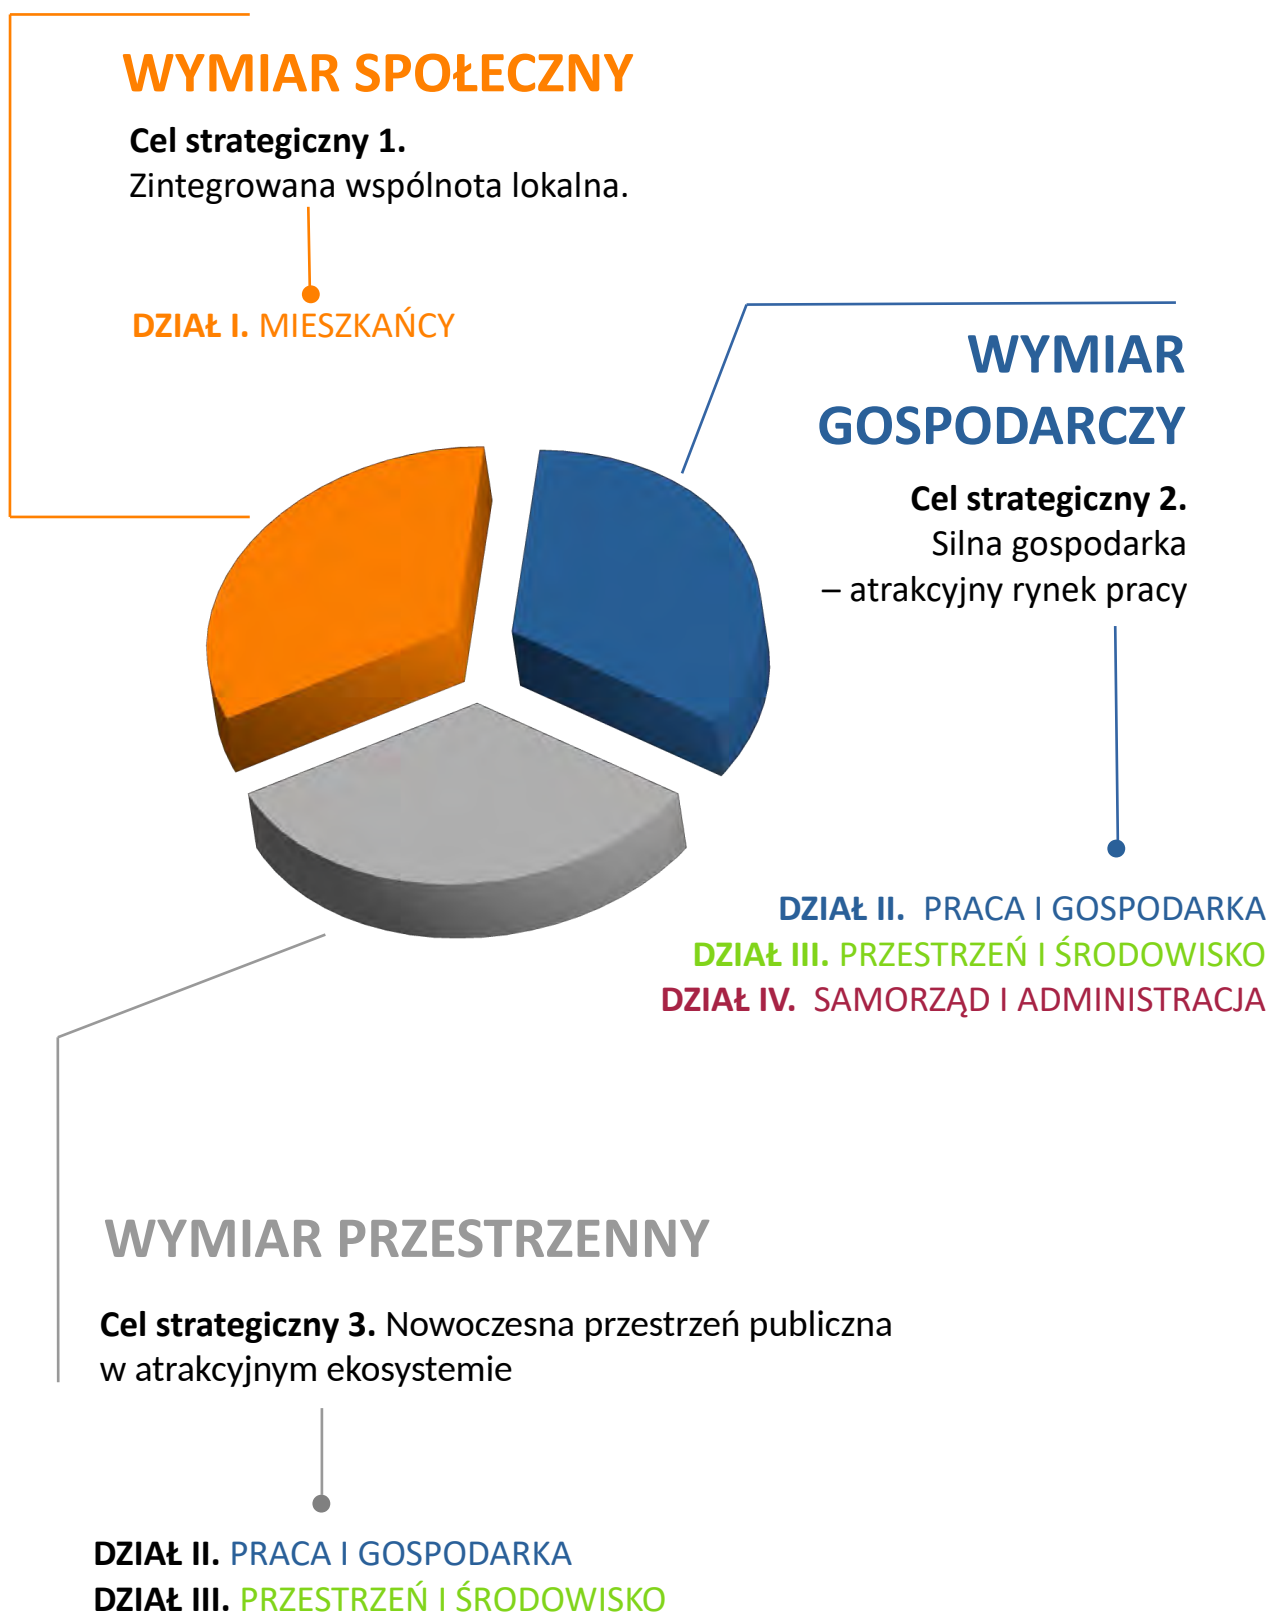 WYMIAR SPOŁECZNY
Cel strategiczny 1.
Zintegrowana wspólnota lokalna.
DZIAŁ I. MIESZKAŃCY
WYMIAR
GOSPODARCZY
Cel strategiczny 2.
Silna gospodarka
– atrakcyjny rynek pracy
DZIAŁ II. PRACA I GOSPODARKA
DZIAŁ III. PRZESTRZEŃ I ŚRODOWISKO
DZIAŁ IV. SAMORZĄD I ADMINISTRACJA
WYMIAR PRZESTRZENNY
Cel strategiczny 3. Nowoczesna przestrzeń publiczna
w atrakcyjnym ekosystemie
DZIAŁ II. PRACA I GOSPODARKA
DZIAŁ III. PRZESTRZEŃ I ŚRODOWISKO